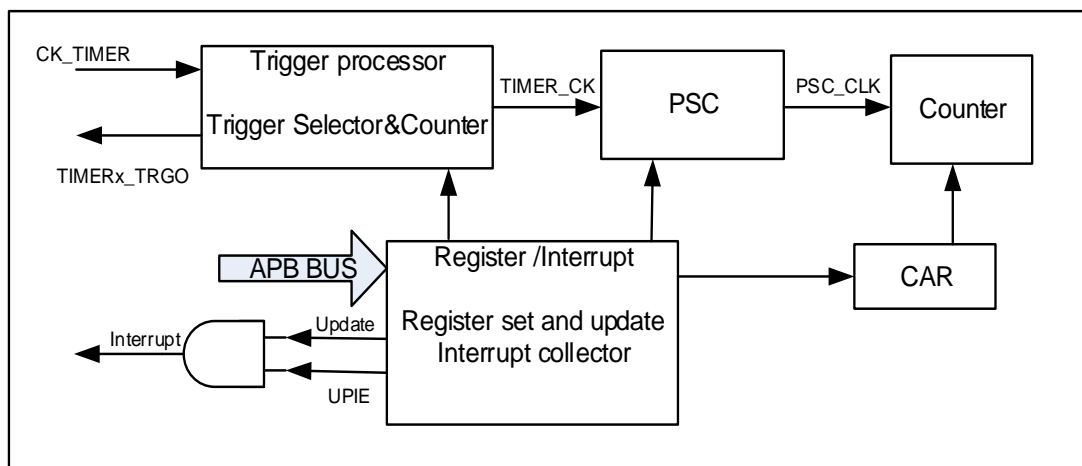 CK_TIMER
TIMERx_TRGO
Trigger processor
Trigger Selector&Counter
TIMER_CK
PSC
PSC_CLK
Counter
APB BUS
Register /Interrupt
Register set and update
Interrupt collector
CAR
Update
Interrupt
UPIE